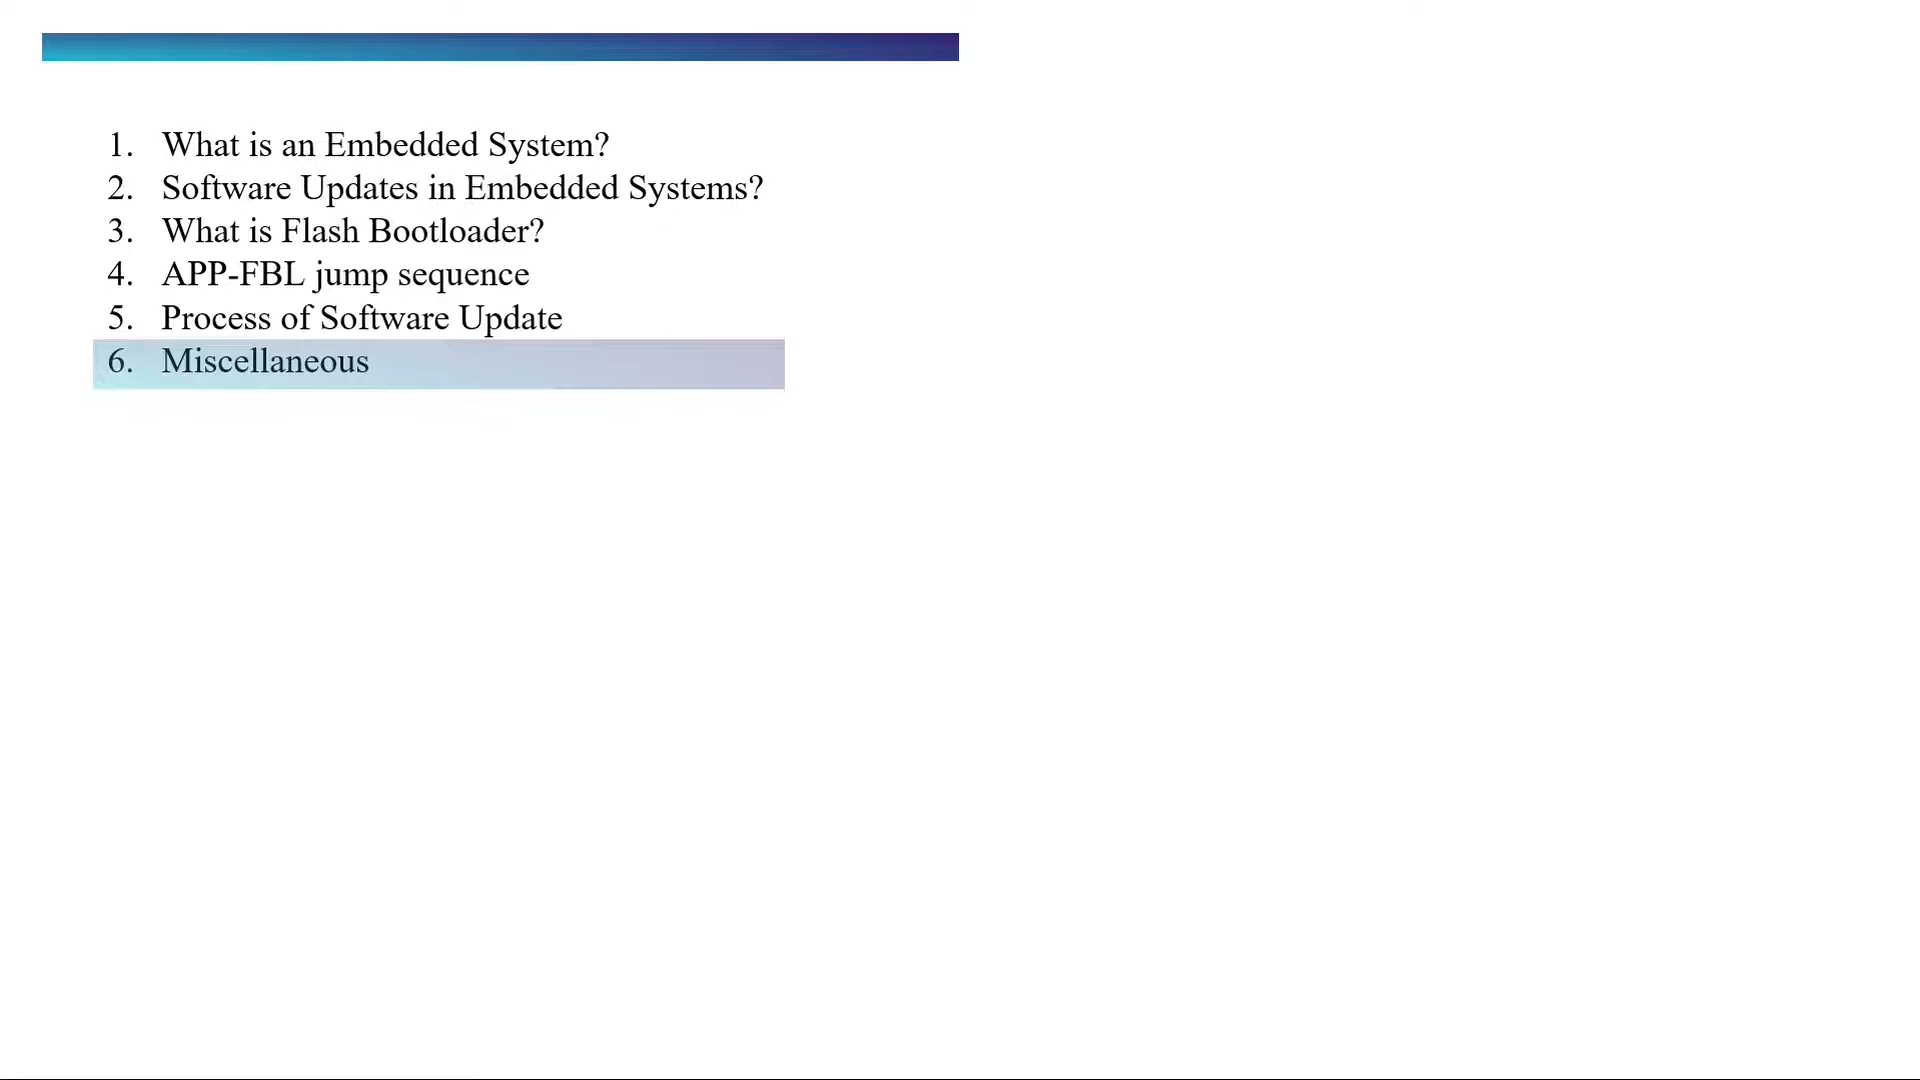 1. What is an Embedded System?
2. Software Updates in Embedded Systems?
3. What is Flash Bootloader?
4. APP-FBL jump sequence
5. Process of Software Update
6. Miscellaneous